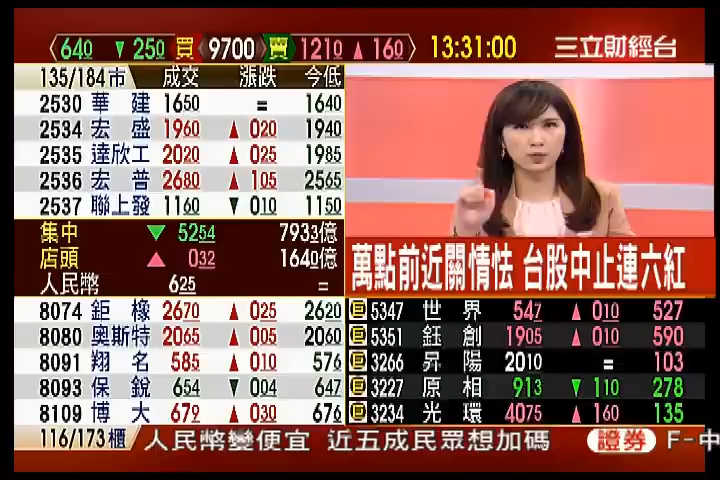 640 ▼ 250 買 9700 賣 1210 ▲ 160 13:31:00 三立財經台
135/184市 成交 漲跌 今低
2530 華建 1650 = 1640
2534 宏盛 1960 ▲ 020 1940
2535 達欣工 2020 ▲ 025 1985
2536 宏普 2680 ▲ 105 2565
2537 聯上發 1160 ▼ 010 1150
集中 ▼ 5254 7933億
店頭 ▲ 032 1640億
人民幣 625 =
8074 鉅橡 2670 ▲ 025 2620
8080 奧斯特 2065 ▲ 005 2060
8091 翔名 585 ▲ 010 576
8093 保銳 654 ▼ 004 647
8109 博大 679 ▲ 030 676
116/173櫃
萬點前近關情怯 台股中止連六紅
5347 世界 547 ▲ 010 527
5351 鈺創 1905 ▲ 010 590
3266 昇陽 2010 = 103
3227 原相 913 ▼ 110 278
3234 光環 4075 ▲ 160 135
人民幣變便宜 近五成民眾想加碼 證券 F-中